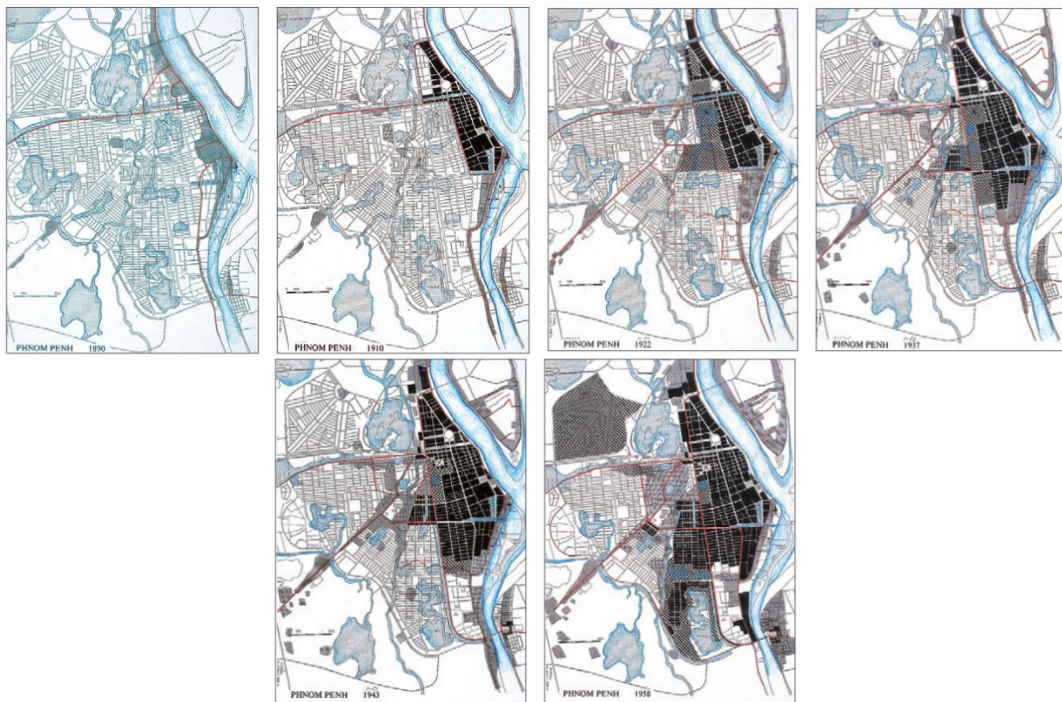 PHNOM PENH 1890
PHNOM PENH 1910
PHNOM PENH 1922
PHNOM PENH 1937
PHNOM PENH 1943
PHNOM PENH 1958